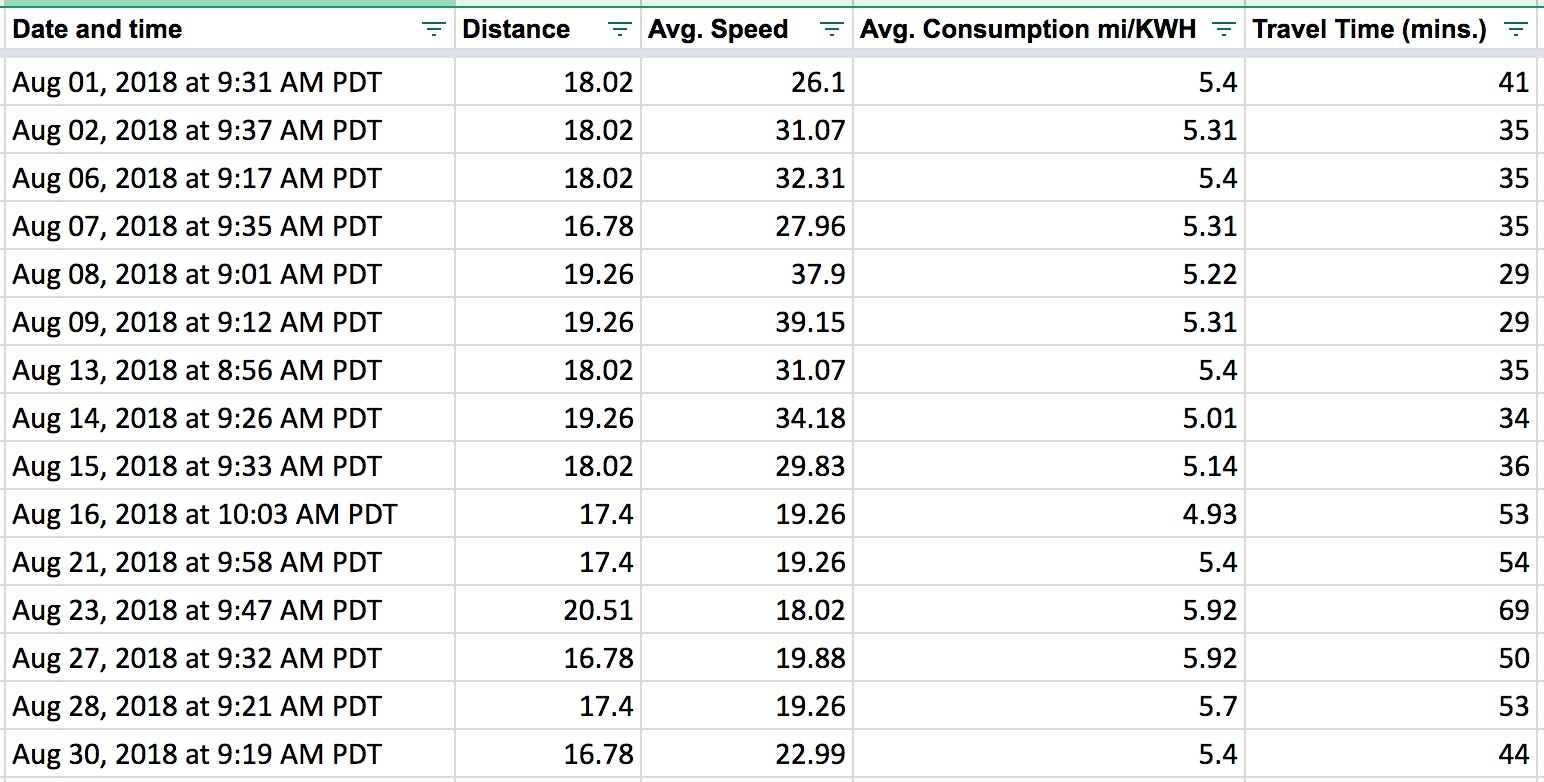 Date and time Distance Avg. Speed Avg. Consumption mi/KWH Travel Time (mins.)
Aug 01, 2018 at 9:31 AM PDT 18.02 26.1 5.4 41
Aug 02, 2018 at 9:37 AM PDT 18.02 31.07 5.31 35
Aug 06, 2018 at 9:17 AM PDT 18.02 32.31 5.4 35
Aug 07, 2018 at 9:35 AM PDT 16.78 27.96 5.31 35
Aug 08, 2018 at 9:01 AM PDT 19.26 37.9 5.22 29
Aug 09, 2018 at 9:12 AM PDT 19.26 39.15 5.31 29
Aug 13, 2018 at 8:56 AM PDT 18.02 31.07 5.4 35
Aug 14, 2018 at 9:26 AM PDT 19.26 34.18 5.01 34
Aug 15, 2018 at 9:33 AM PDT 18.02 29.83 5.14 36
Aug 16, 2018 at 10:03 AM PDT 17.4 19.26 4.93 53
Aug 21, 2018 at 9:58 AM PDT 17.4 19.26 5.4 54
Aug 23, 2018 at 9:47 AM PDT 20.51 18.02 5.92 69
Aug 27, 2018 at 9:32 AM PDT 16.78 19.88 5.92 50
Aug 28, 2018 at 9:21 AM PDT 17.4 19.26 5.7 53
Aug 30, 2018 at 9:19 AM PDT 16.78 22.99 5.4 44